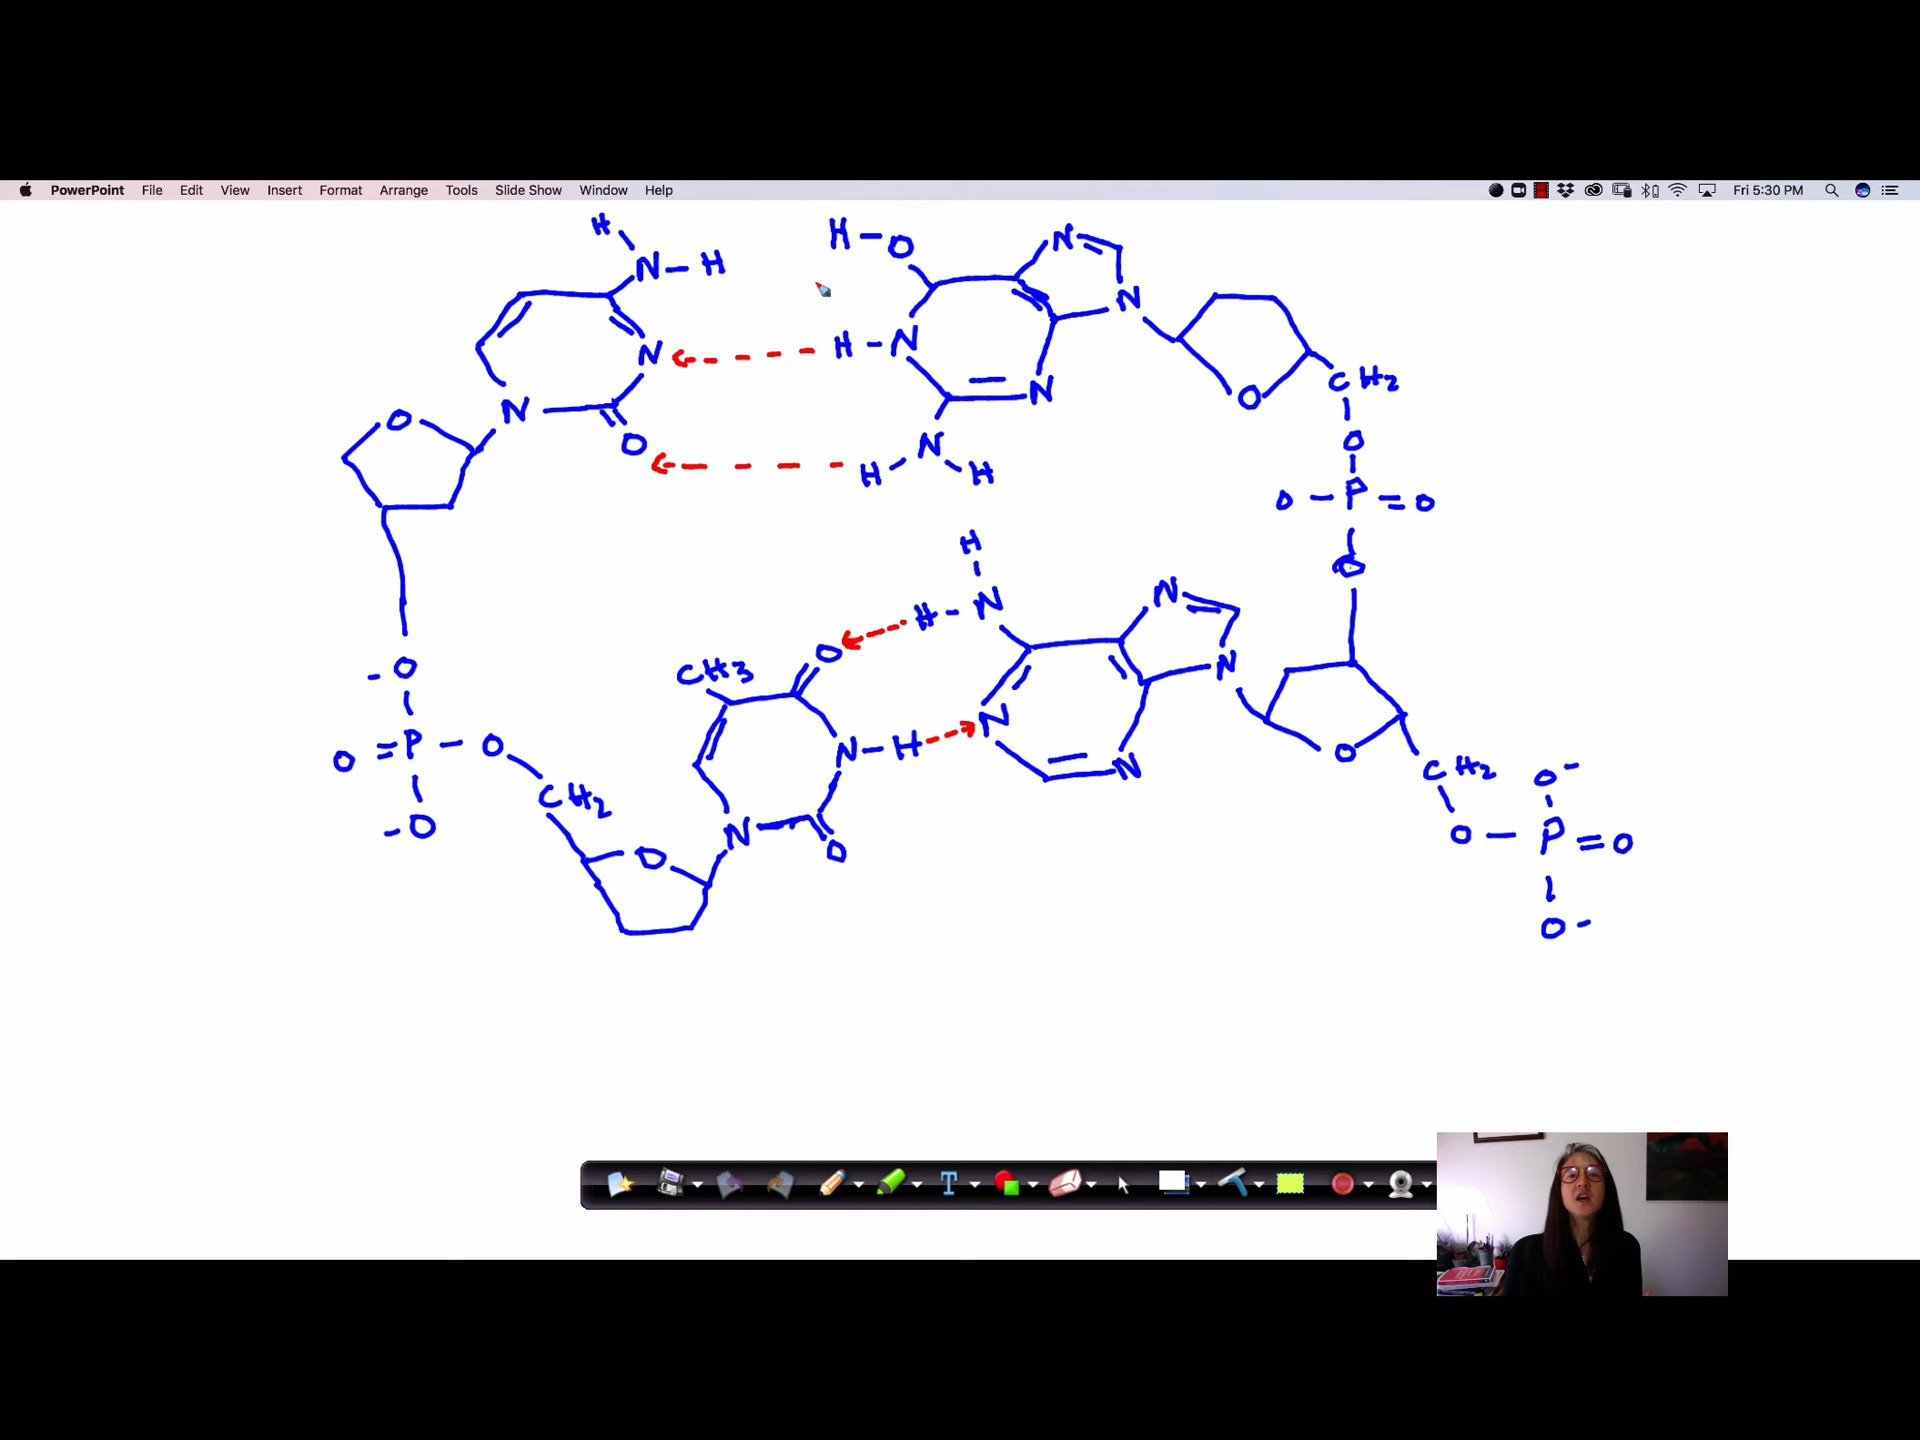 PowerPoint File Edit View Insert Format Arrange Tools Slide Show Window Help Fri 5:30 PM
H
H - O N
N - H
N
N H - N
CH2
N
O N O
N O
O H H O - P = O
H
O
N
H - N
O
- O CH3 N
N
O = P - O N - H O
N CH2 O-
CH2
- O N O - P = O
O O
O-
T